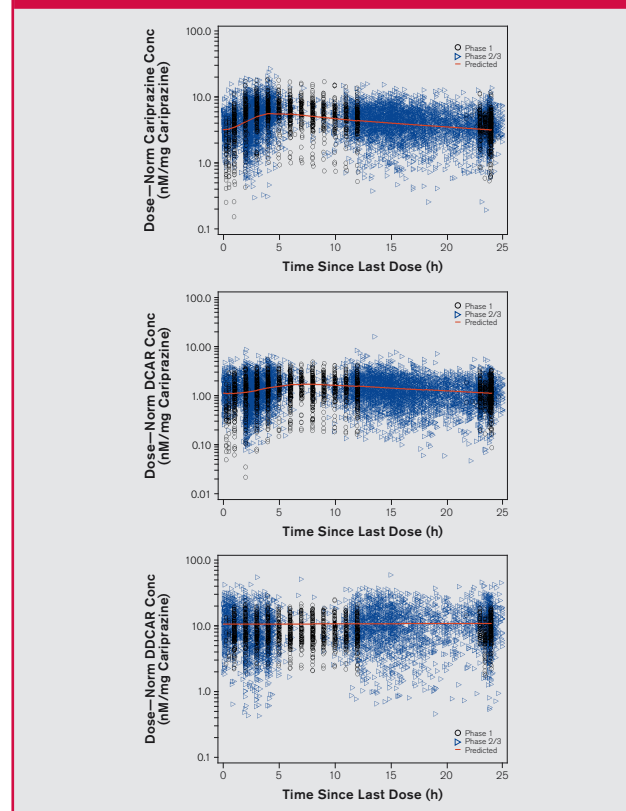 Dose—Norm Cariprazine Conc
(nM/mg Cariprazine)
100.0
10.0
1.0
0.1
Phase 1
Phase 2/3
Predicted
0 5 10 15 20 25
Time Since Last Dose (h)
Dose—Norm DCAR Conc
(nM/mg Cariprazine)
100.0
100.00
1.00
0.10
0.01
Phase 1
Phase 2/3
Predicted
0 5 10 15 20 25
Time Since Last Dose (h)
Dose—Norm DDCAR Conc
(nM/mg Cariprazine)
100.0
10.0
1.0
0.1
Phase 1
Phase 2/3
Predicted
0 5 10 15 20 25
Time Since Last Dose (h)